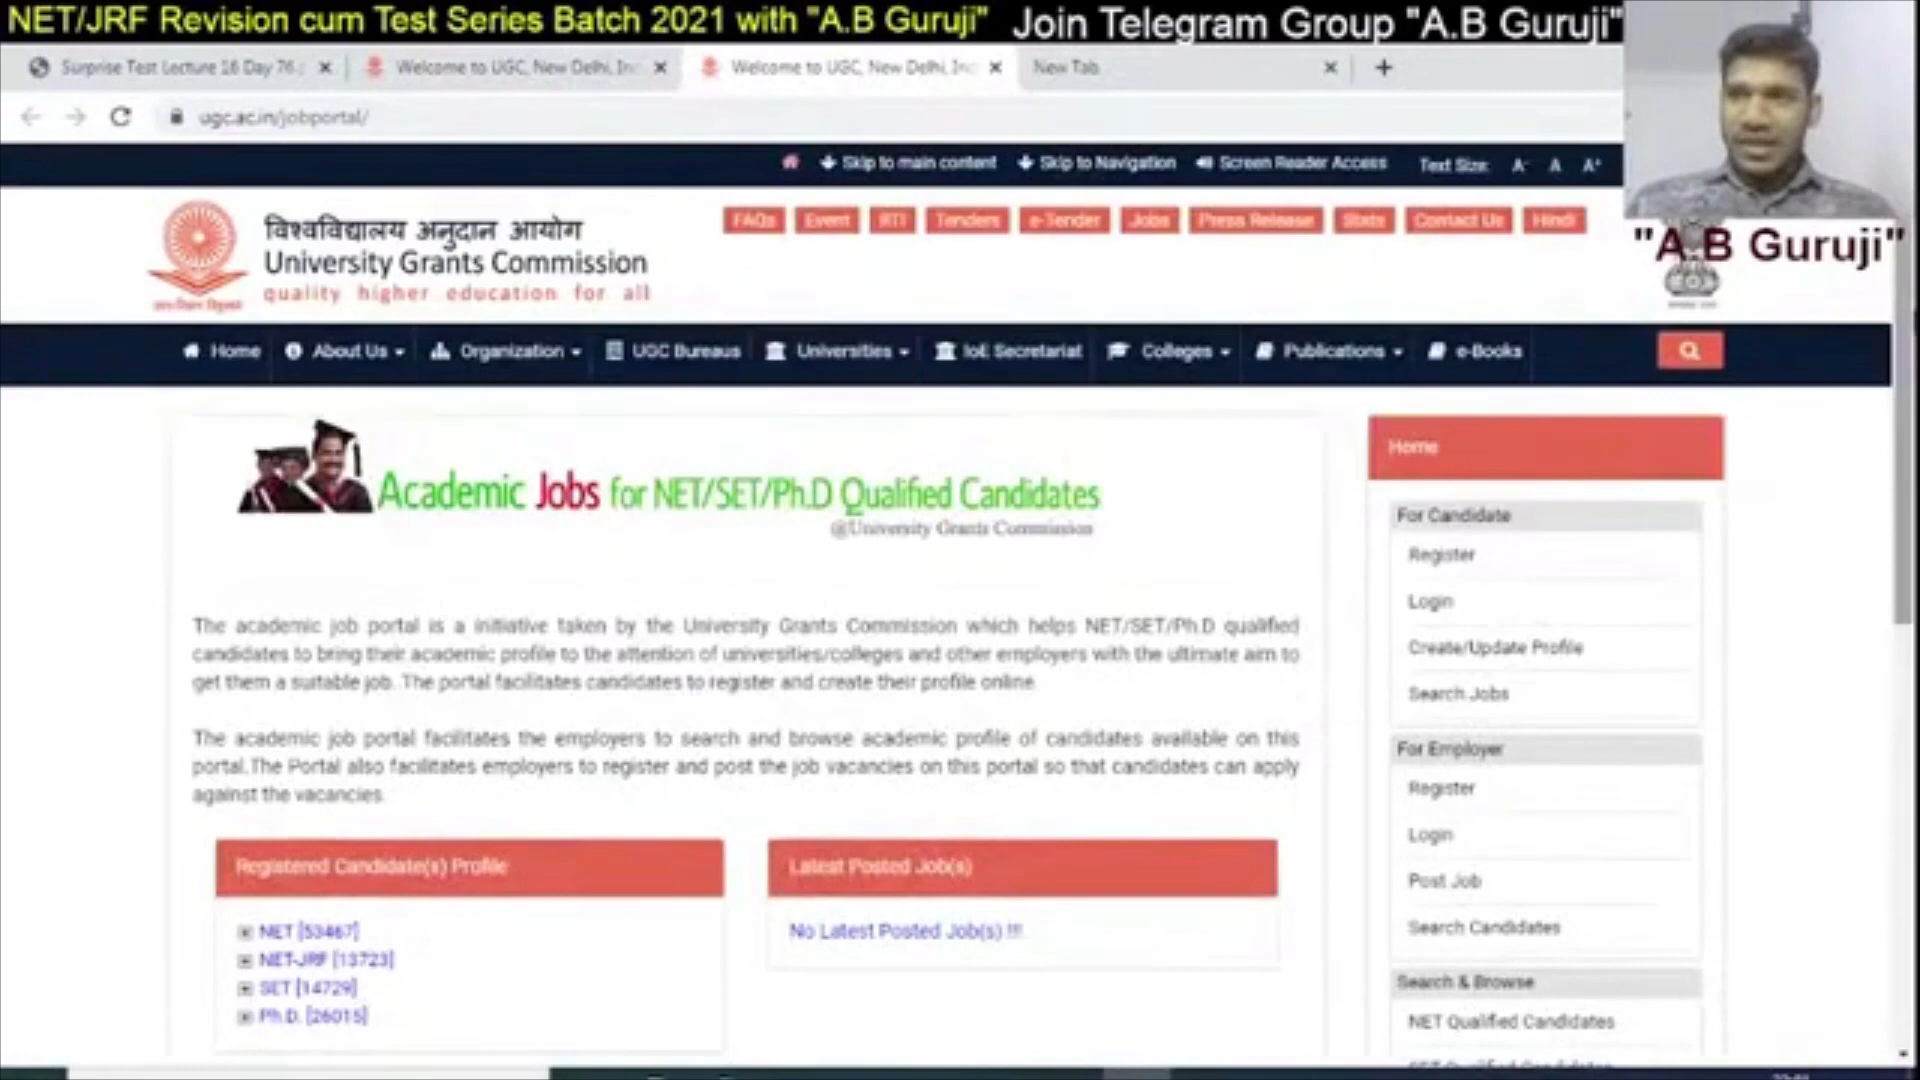 NET/JRF Revision cum Test Series Batch 2021 with "A.B Guruji" Join Telegram Group "A.B Guruji"
Surprise Test Lecture 16 Day 76 Welcome to UGC, New Delhi, Welcome to UGC, New Delhi, New Tab
ugc.ac.in/jobportal/
Skip to main content Skip to Navigation Screen Reader Access Text Size: A- A A+
FAQs Event RTI Tenders e-Tender Jobs Press Release Stats Contact Us Hindi
विश्वविद्यालय अनुदान आयोग
University Grants Commission
quality higher education for all
"A.B Guruji"
Home About Us Organization UGC Bureaus Universities IoE Secretariat Colleges Publications e-Books
Academic Jobs for NET/SET/Ph.D Qualified Candidates
@University Grants Commission
The academic job portal is a initiative taken by the University Grants Commission which helps NET/SET/Ph.D qualified
candidates to bring their academic profile to the attention of universities/colleges and other employers with the ultimate aim to
get them a suitable job. The portal facilitates candidates to register and create their profile online.
The academic job portal facilitates the employers to search and browse academic profile of candidates available on this
portal.The Portal also facilitates employers to register and post the job vacancies on this portal so that candidates can apply
against the vacancies.
Registered Candidate(s) Profile
NET [53467]
NET-JRF [13723]
SET [14729]
Ph.D. [26015]
Latest Posted Job(s)
No Latest Posted Job(s) !!!
Home
For Candidate
Register
Login
Create/Update Profile
Search Jobs
For Employer
Register
Login
Post Job
Search Candidates
Search & Browse
NET Qualified Candidates